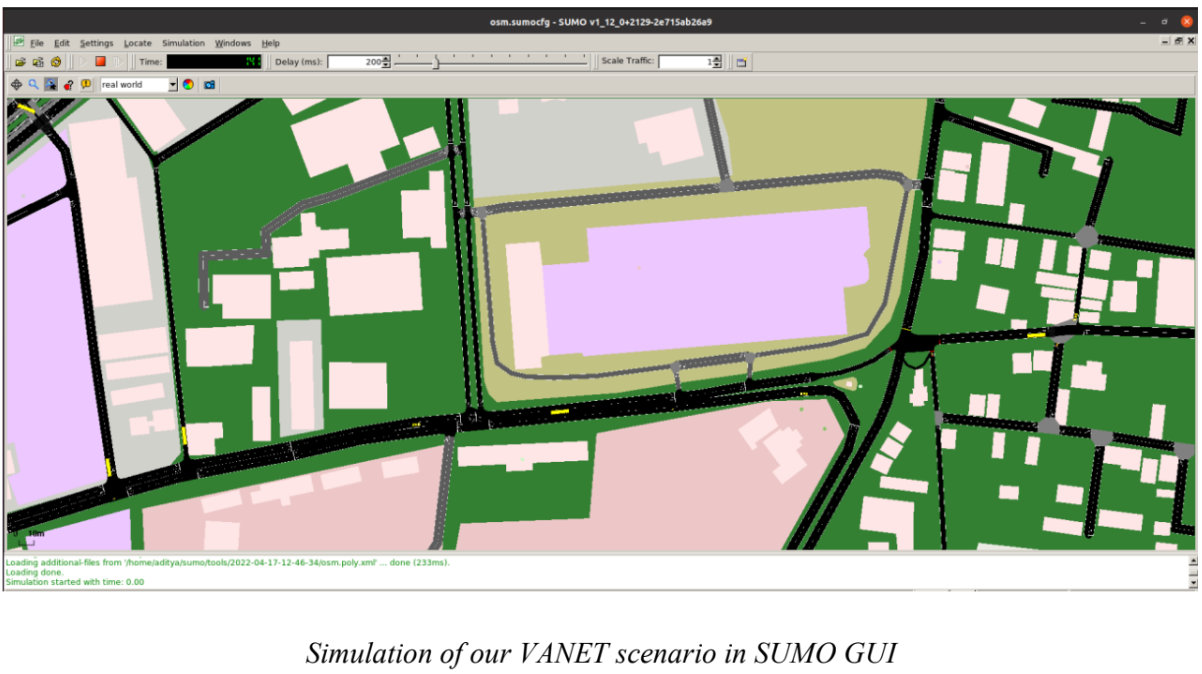 osm.sumocfg - SUMO v1_12_0+2129-2e715ab26a9
File Edit Settings Locate Simulation Windows Help
Time: Delay (ms): 200 Scale Traffic: 1
real world
0 10m
Loading additional-files from '/home/aditya/sumo/tools/2022-04-17-12-46-34/osm.poly.xml' ... done (233ms).
Loading done.
Simulation started with time: 0.00
Simulation of our VANET scenario in SUMO GUI